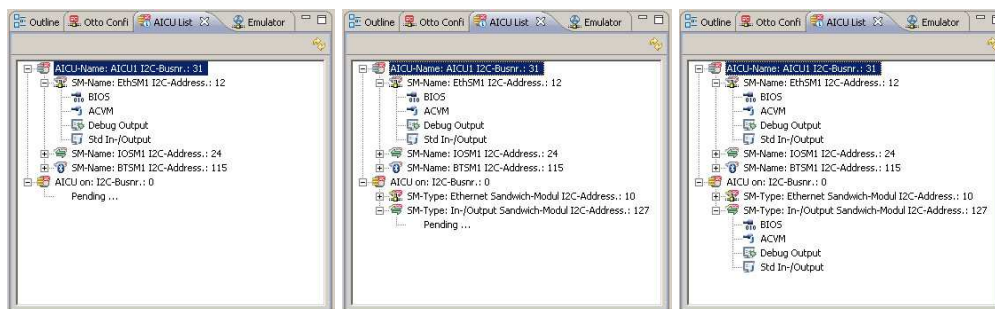 Outline Otto Confi AICU List Emulator
AICU-Name: AICU1 I2C-Busnr.: 31
SM-Name: EthSM1 I2C-Address.: 12
BIOS
ACVM
Debug Output
Std In-/Output
SM-Name: IOSM1 I2C-Address.: 24
SM-Name: BTSM1 I2C-Address.: 115
AICU on: I2C-Busnr.: 0
Pending ...
Outline Otto Confi AICU List Emulator
AICU-Name: AICU1 I2C-Busnr.: 31
SM-Name: EthSM1 I2C-Address.: 12
BIOS
ACVM
Debug Output
Std In-/Output
SM-Name: IOSM1 I2C-Address.: 24
SM-Name: BTSM1 I2C-Address.: 115
AICU on: I2C-Busnr.: 0
SM-Type: Ethernet Sandwich-Modul I2C-Address.: 10
SM-Type: In-/Output Sandwich-Modul I2C-Address.: 127
Pending ...
Outline Otto Confi AICU List Emulator
AICU-Name: AICU1 I2C-Busnr.: 31
SM-Name: EthSM1 I2C-Address.: 12
BIOS
ACVM
Debug Output
Std In-/Output
SM-Name: IOSM1 I2C-Address.: 24
SM-Name: BTSM1 I2C-Address.: 115
AICU on: I2C-Busnr.: 0
SM-Type: Ethernet Sandwich-Modul I2C-Address.: 10
SM-Type: In-/Output Sandwich-Modul I2C-Address.: 127
BIOS
ACVM
Debug Output
Std In-/Output